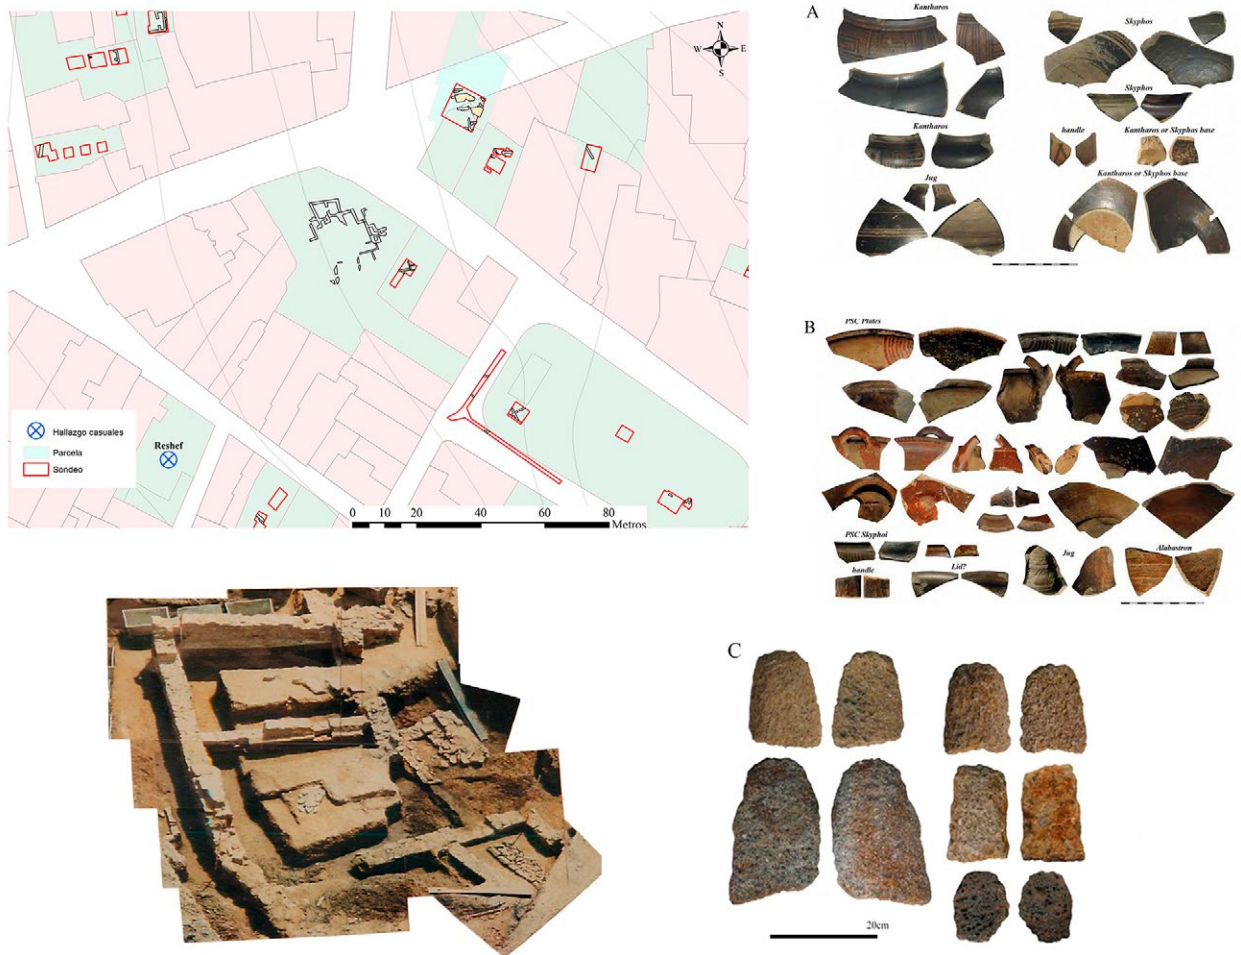 N
W E
S
Hallazgo casuales
Parcela
Sondeo
Reshef
0 10 20 40 60 80
Metros
A
Kantharos
Skyphos
Skyphos
Kantharos
handle
Kantharos or Skyphos base
Jug
Kantharos or Skyphos base
B
PSC Plates
PSC Skyphoi
Jug
Alabastron
handle
Lid?
C
20cm